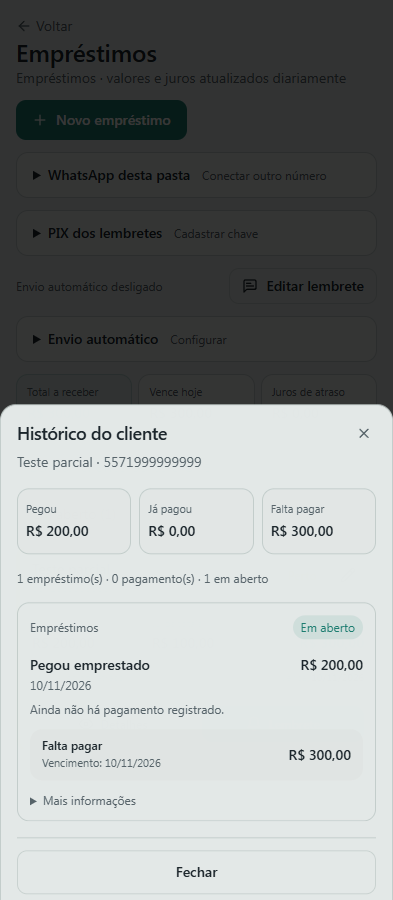 Voltar
Empréstimos
Empréstimos · valores e juros atualizados diariamente
Novo empréstimo
WhatsApp desta pasta Conectar outro número
PIX dos lembretes Cadastrar chave
Envio automático desligado
Editar lembrete
Envio automático Configurar
Total a receber
Vence hoje
Juros de atraso
Histórico do cliente
Teste parcial · 5571999999999
Pegou
R$ 200,00
Já pagou
R$ 0,00
Falta pagar
R$ 300,00
1 empréstimo(s) · 0 pagamento(s) · 1 em aberto
Empréstimos
Em aberto
Pegou emprestado
R$ 200,00
10/11/2026
Ainda não há pagamento registrado.
Falta pagar
Vencimento: 10/11/2026
R$ 300,00
Mais informações
Fechar